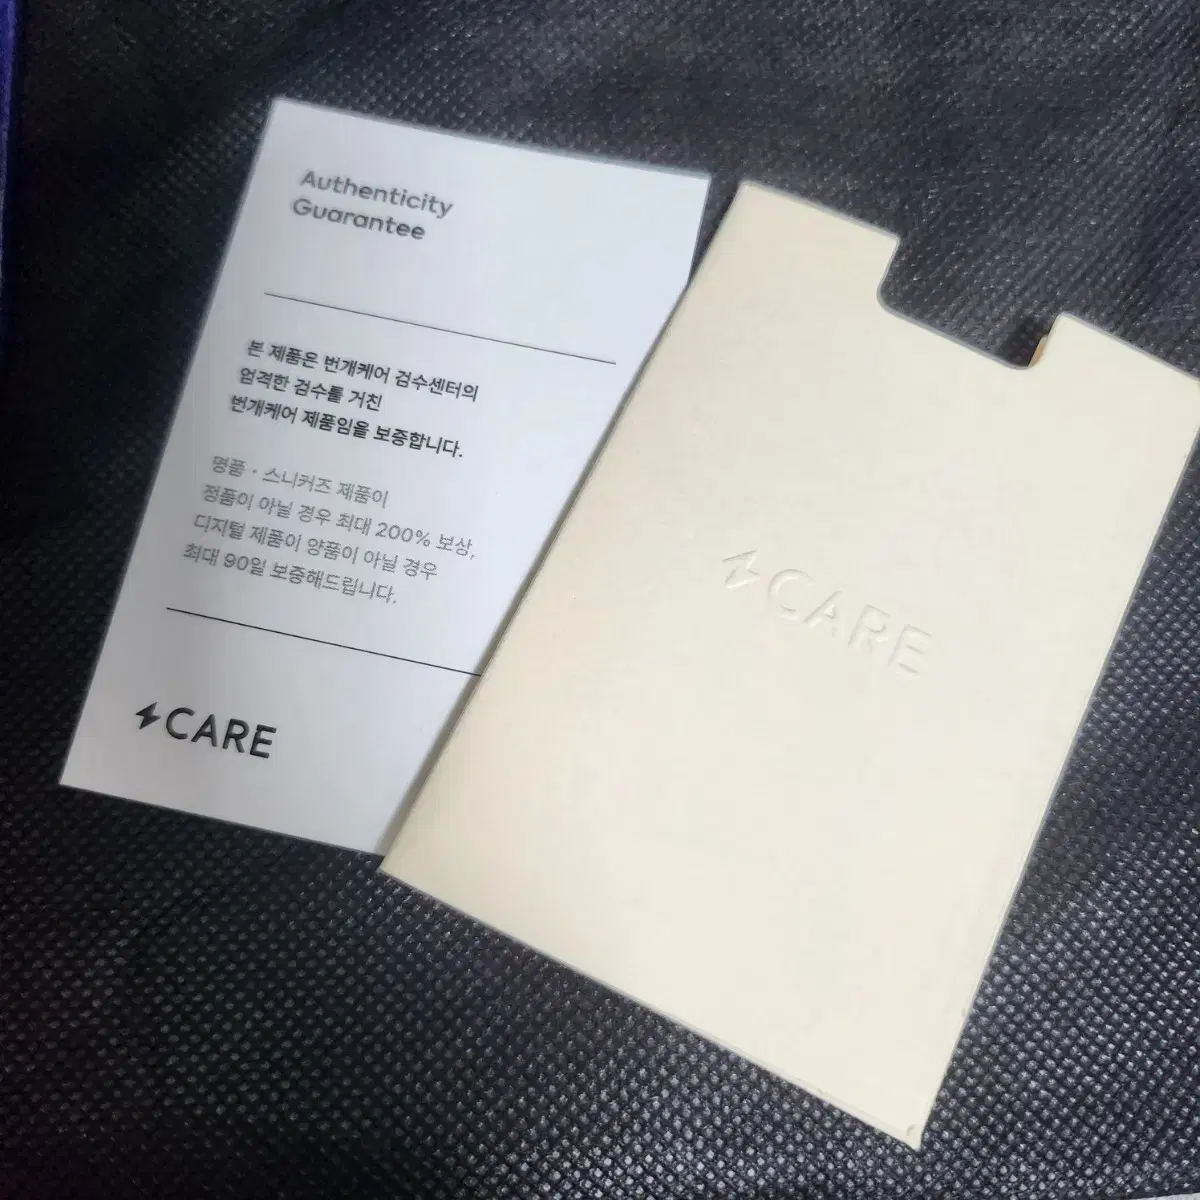 Authenticity
Guarantee
본 제품은 번개케어 검수센터의
엄격한 검수를 거친
번개케어 제품임을 보증합니다.
명품 · 스니커즈 제품이
정품이 아닐 경우 최대 200% 보상,
디지털 제품이 양품이 아닐 경우
최대 90일 보증해드립니다.
CARE
CARE